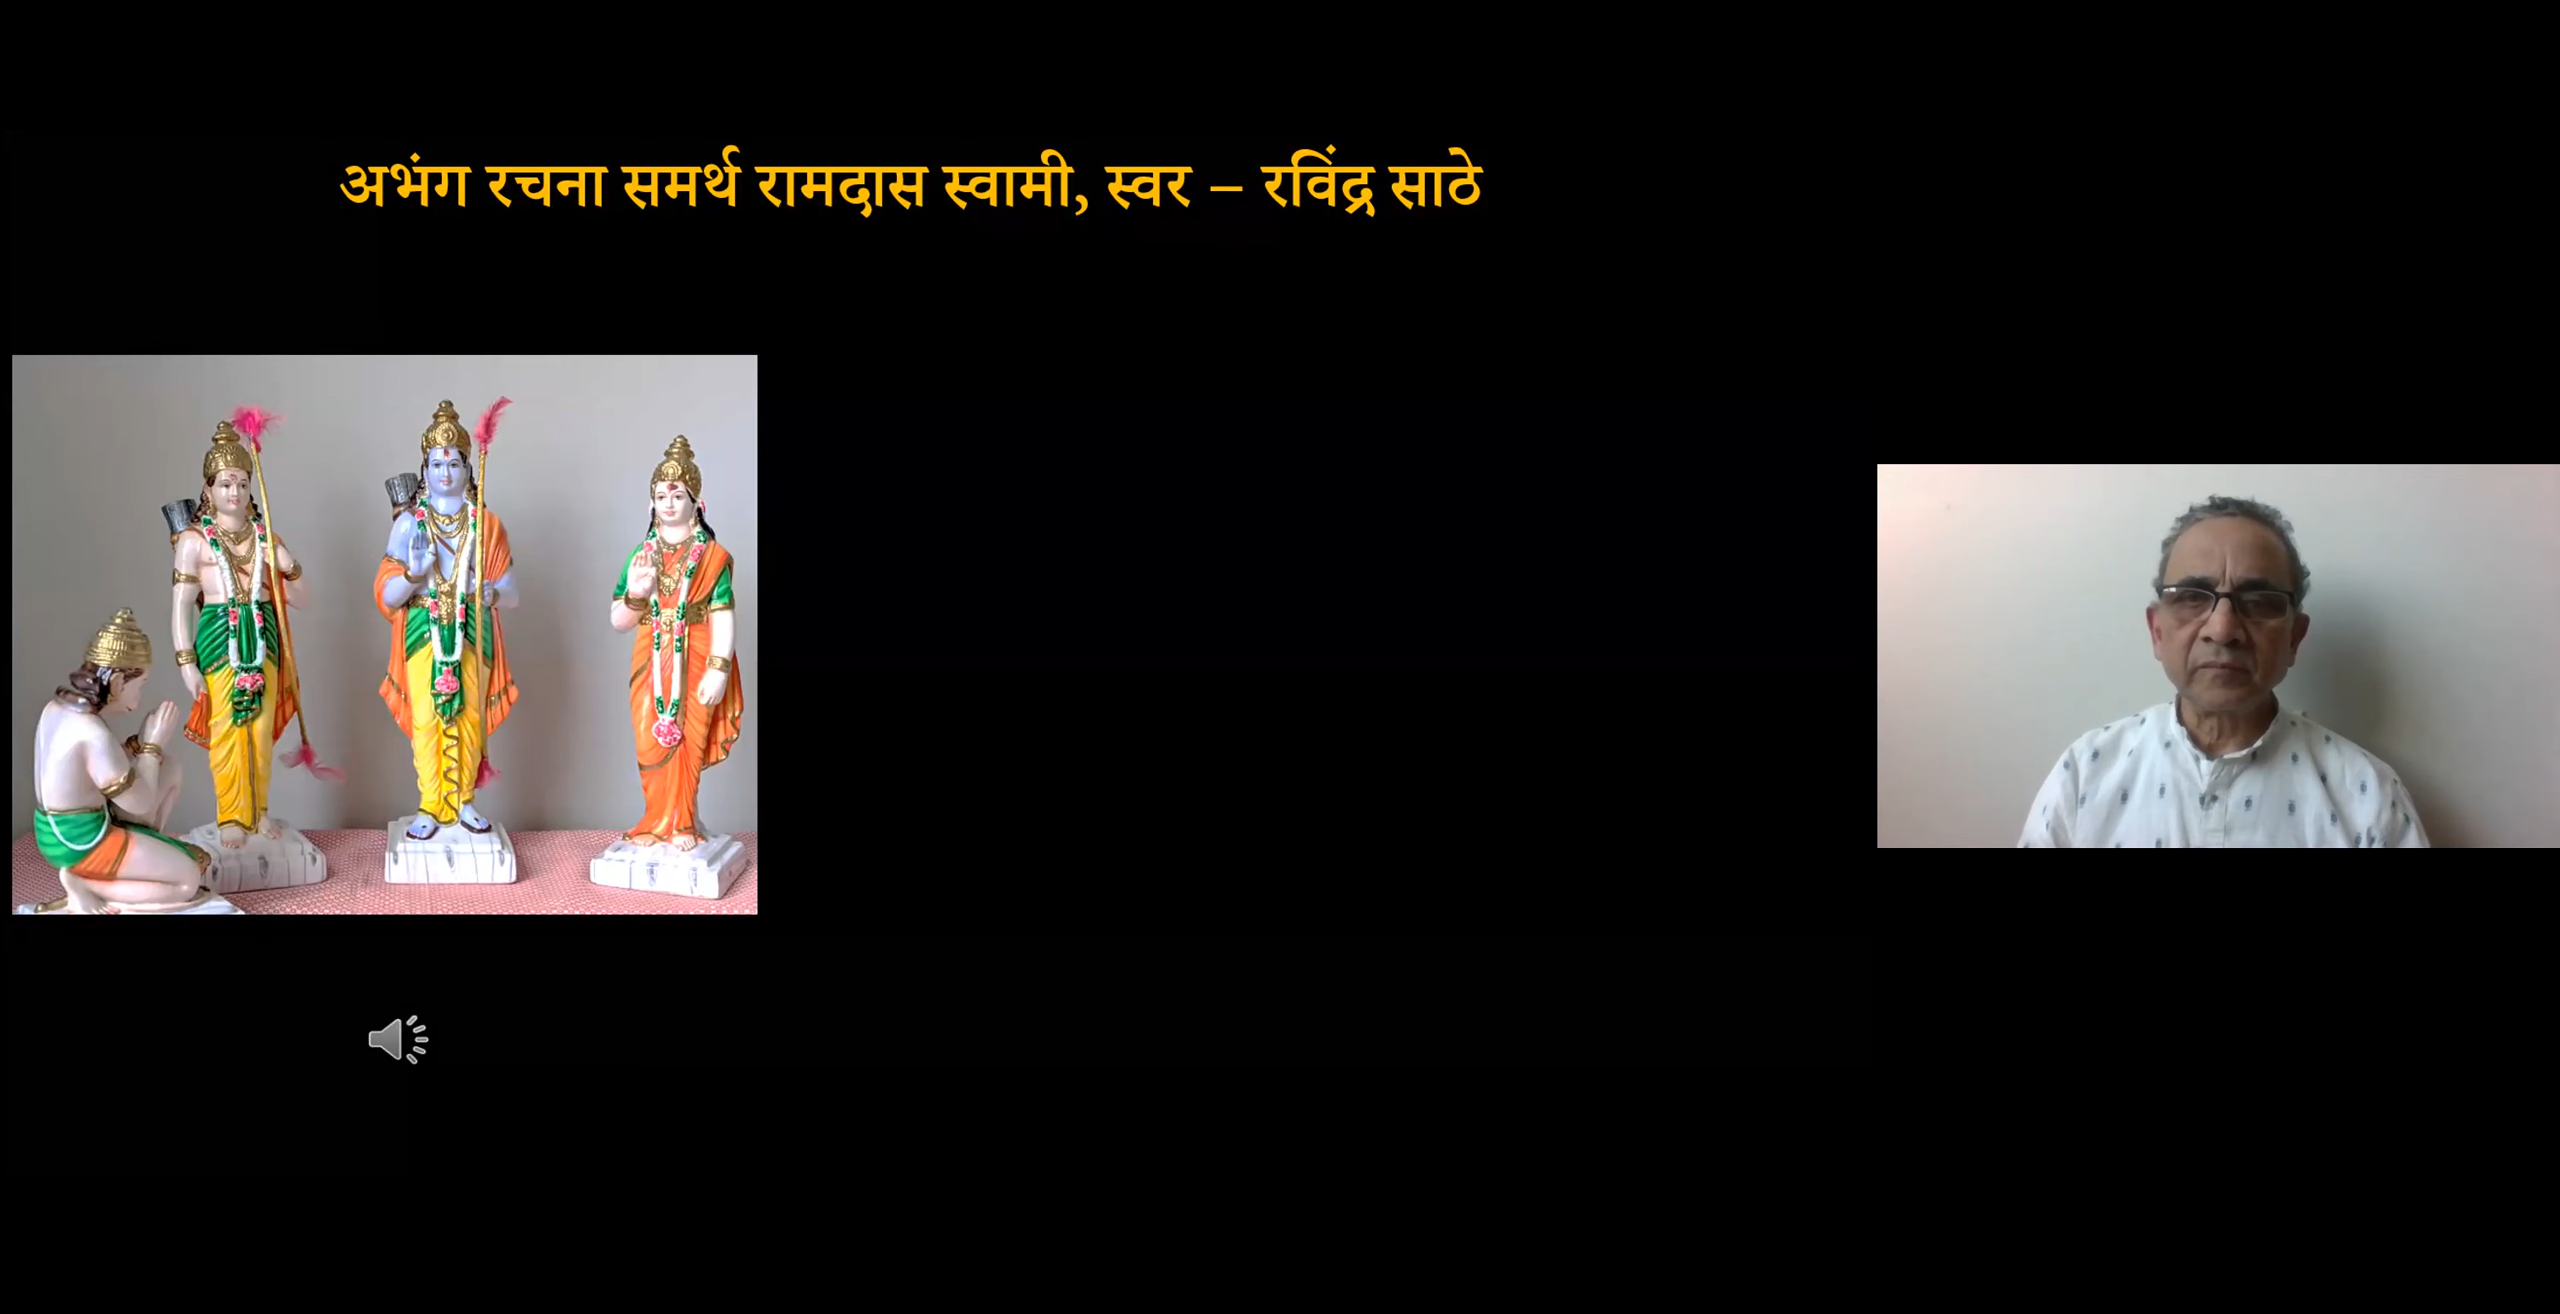 अभंग रचना समर्थ रामदास स्वामी, स्वर – रविंद्र साठे